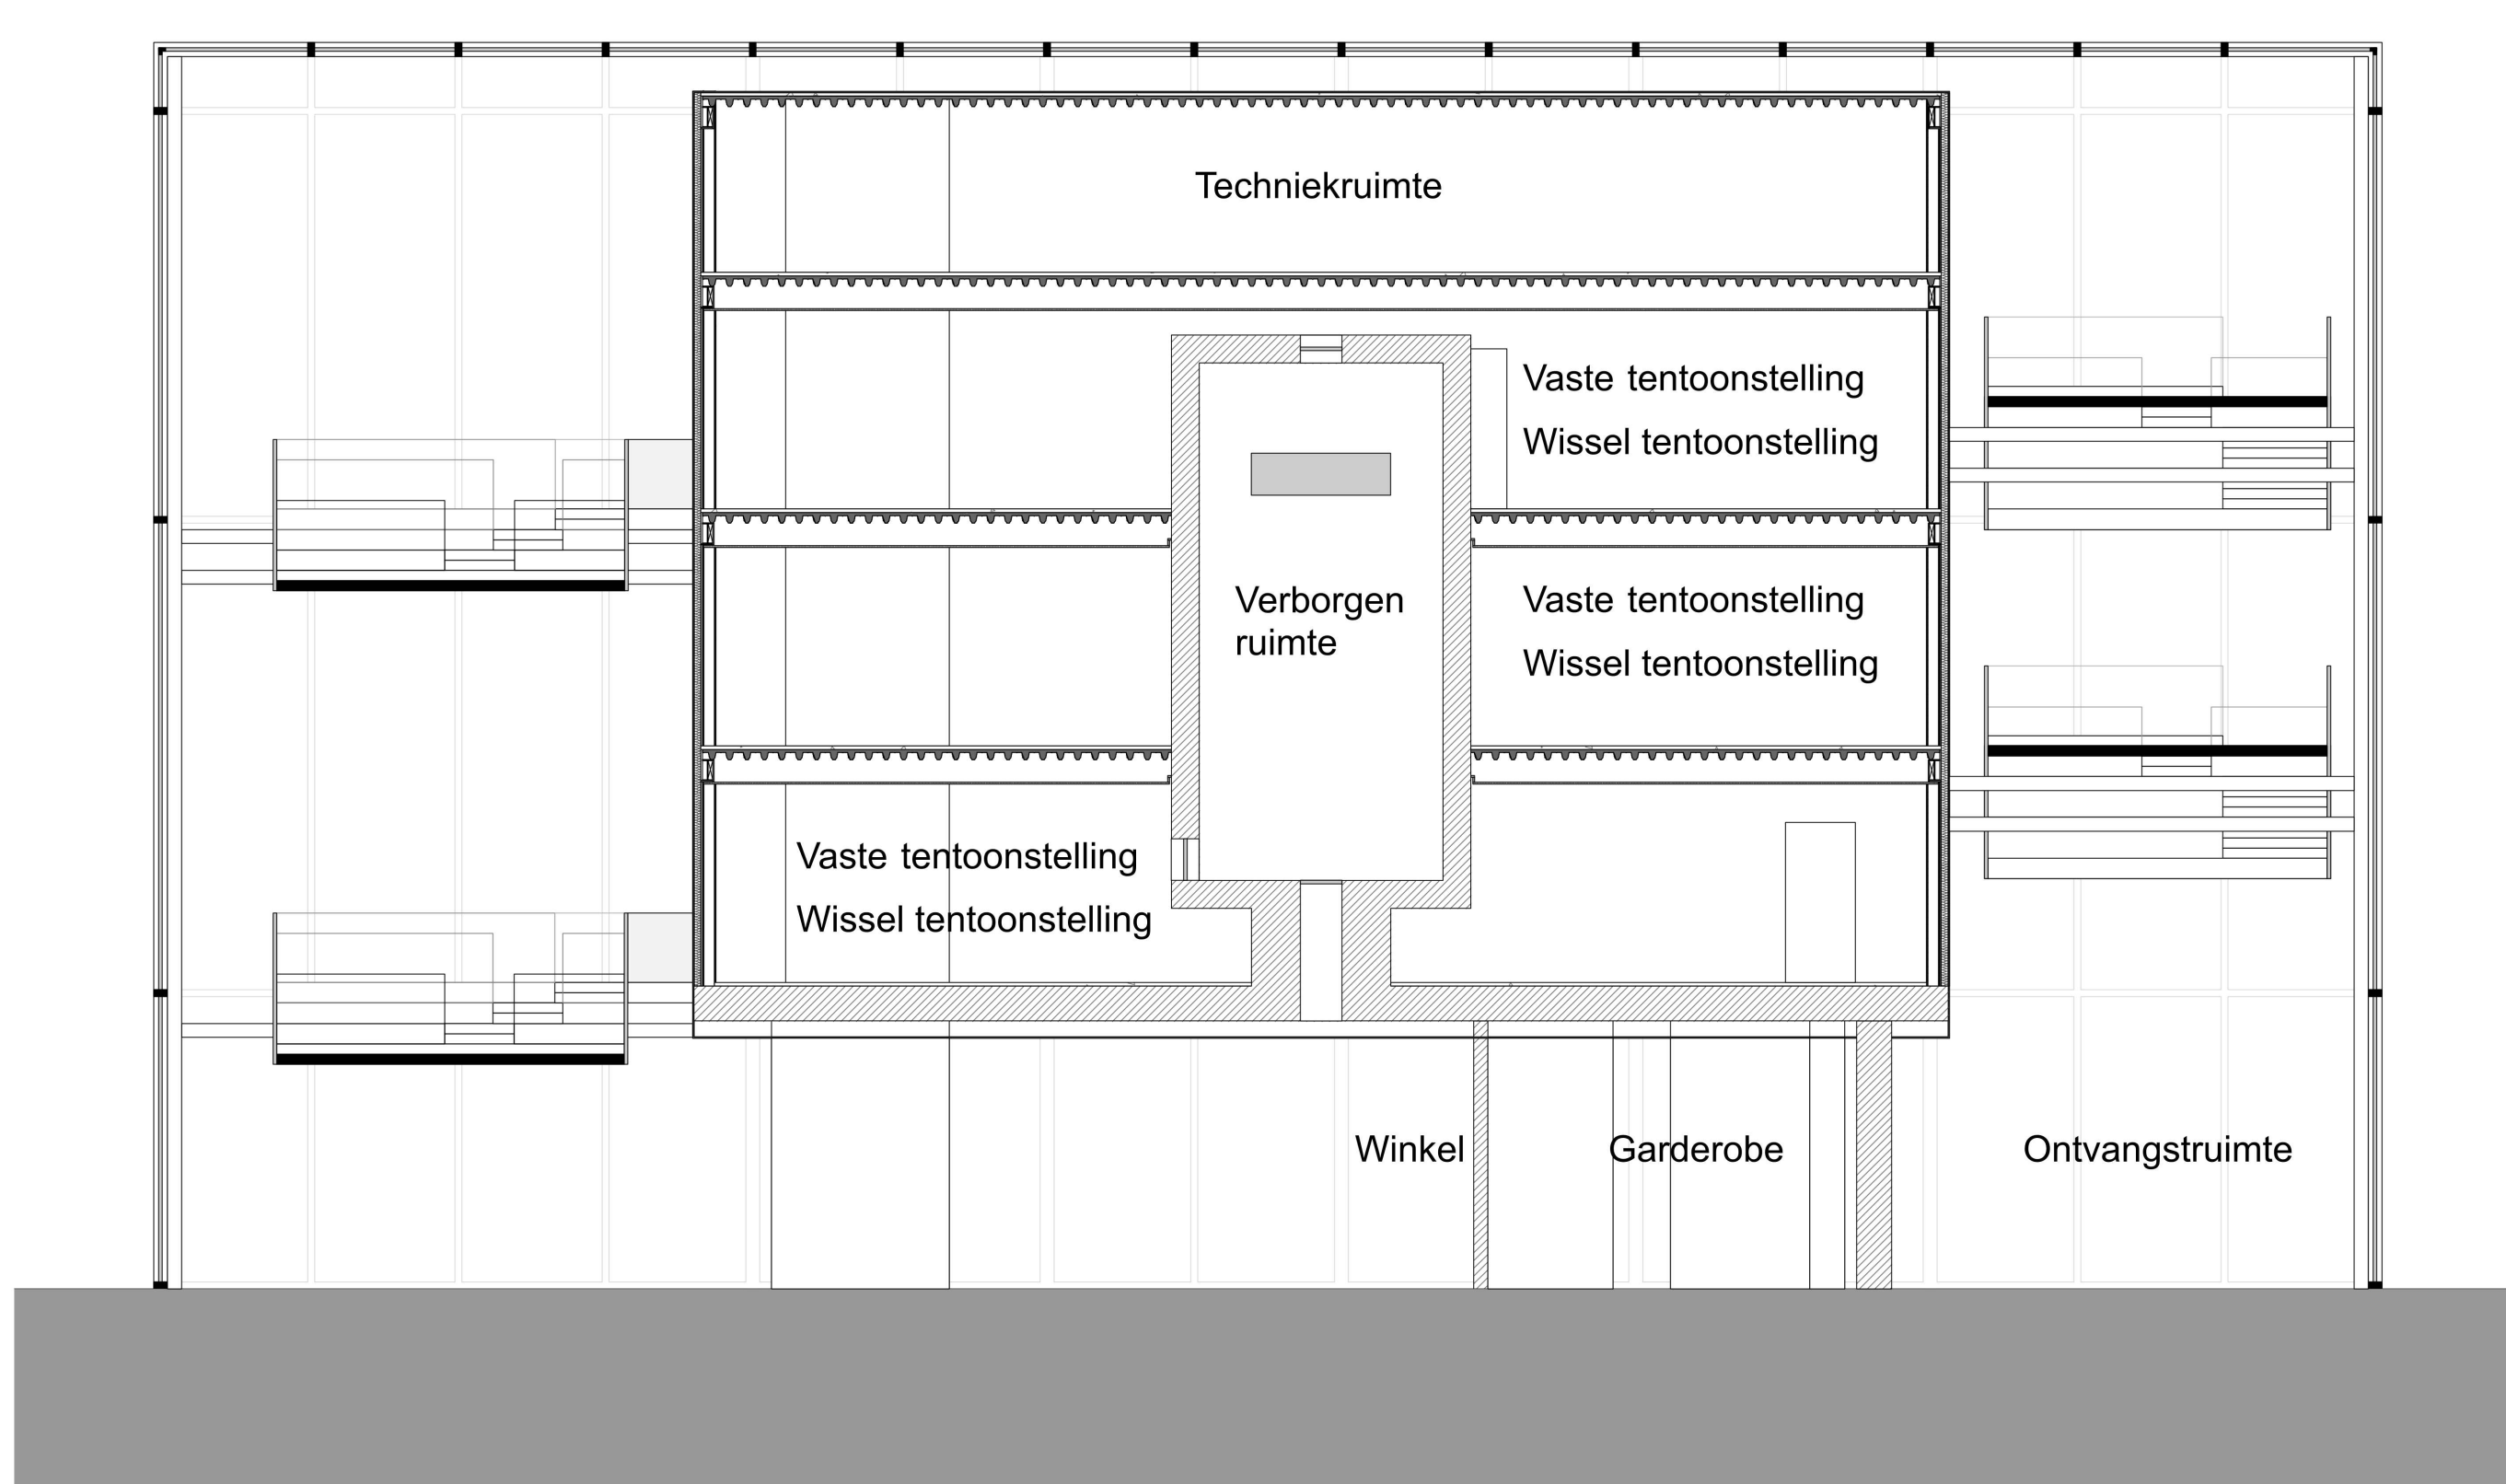 Techniekruimte
Vaste tentoonstelling
Wissel tentoonstelling
Verborgen
ruimte
Vaste tentoonstelling
Wissel tentoonstelling
Vaste tentoonstelling
Wissel tentoonstelling
Winkel
Garderobe
Ontvangstruimte